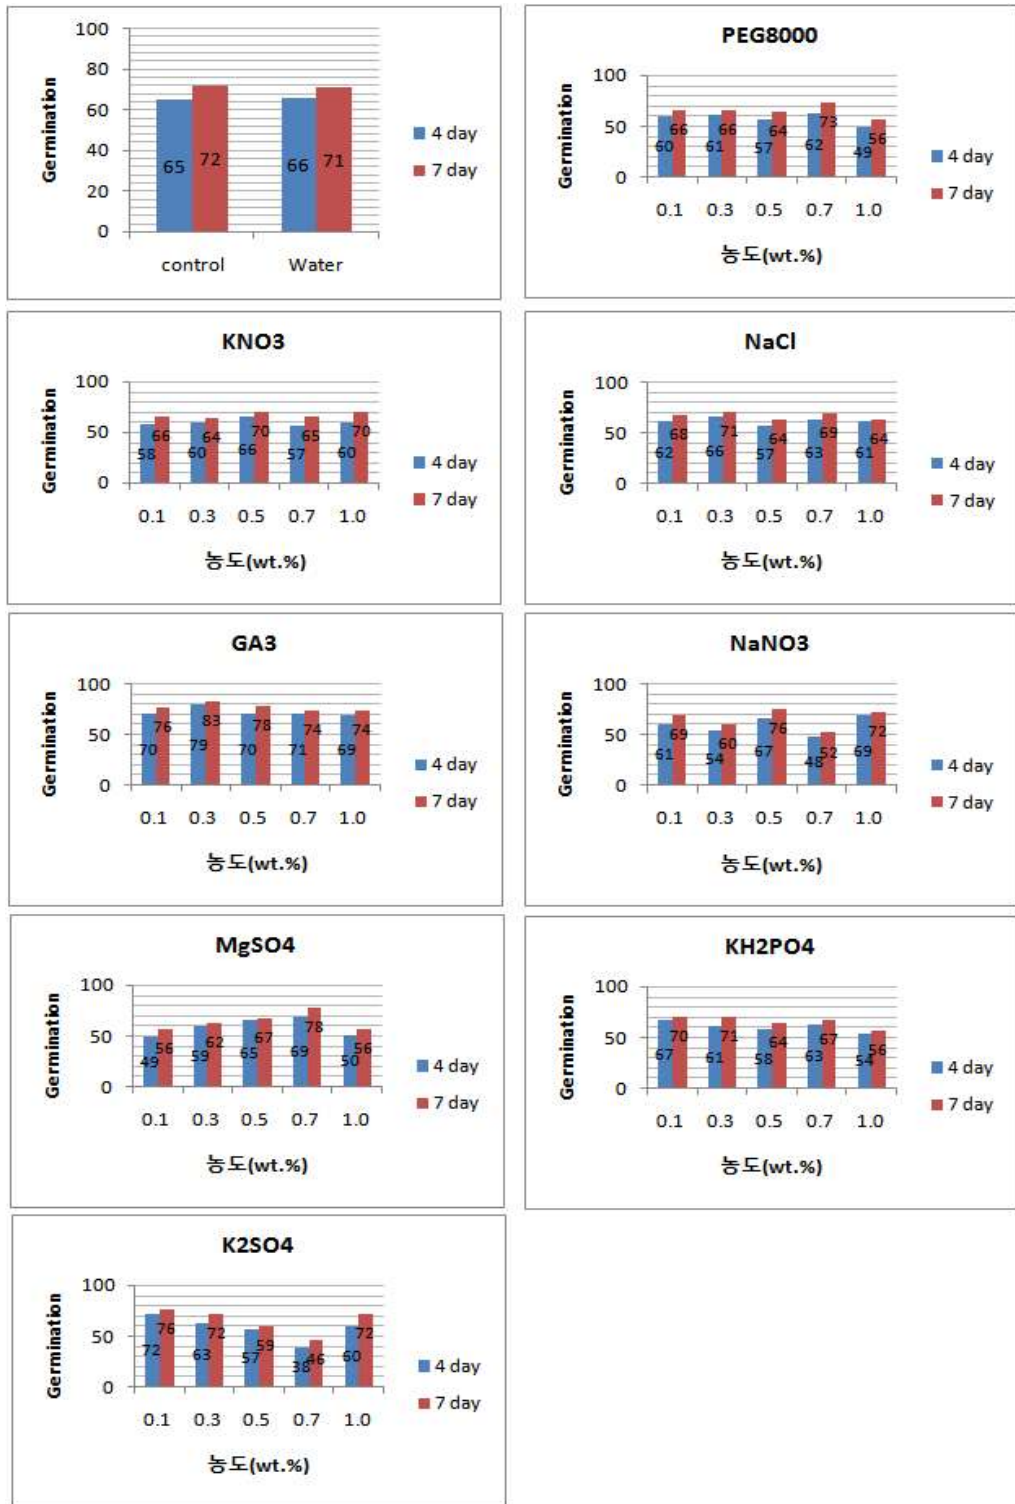 100
80
60
40
20
0
Germination
65 72 66 71
control Water
4 day
7 day
PEG8000
100
50
0
Germination
60 66 61 66 57 64 62 73 49 56
0.1 0.3 0.5 0.7 1.0
농도(wt.%)
4 day
7 day
KNO3
100
50
0
Germination
58 66 60 64 66 70 57 65 60 70
0.1 0.3 0.5 0.7 1.0
농도(wt.%)
4 day
7 day
NaCl
100
50
0
Germination
62 68 66 71 57 64 63 69 61 64
0.1 0.3 0.5 0.7 1.0
농도(wt.%)
4 day
7 day
GA3
100
50
0
Germination
70 76 79 83 70 78 71 74 69 74
0.1 0.3 0.5 0.7 1.0
농도(wt.%)
4 day
7 day
NaNO3
100
50
0
Germination
61 69 54 60 67 76 48 52 69 72
0.1 0.3 0.5 0.7 1.0
농도(wt.%)
4 day
7 day
MgSO4
100
50
0
Germination
49 56 59 62 65 67 69 78 50 56
0.1 0.3 0.5 0.7 1.0
농도(wt.%)
4 day
7 day
KH2PO4
100
50
0
Germination
67 70 61 71 58 64 63 67 54 56
0.1 0.3 0.5 0.7 1.0
농도(wt.%)
4 day
7 day
K2SO4
100
50
0
Germination
72 76 63 72 57 59 38 46 60 72
0.1 0.3 0.5 0.7 1.0
농도(wt.%)
4 day
7 day